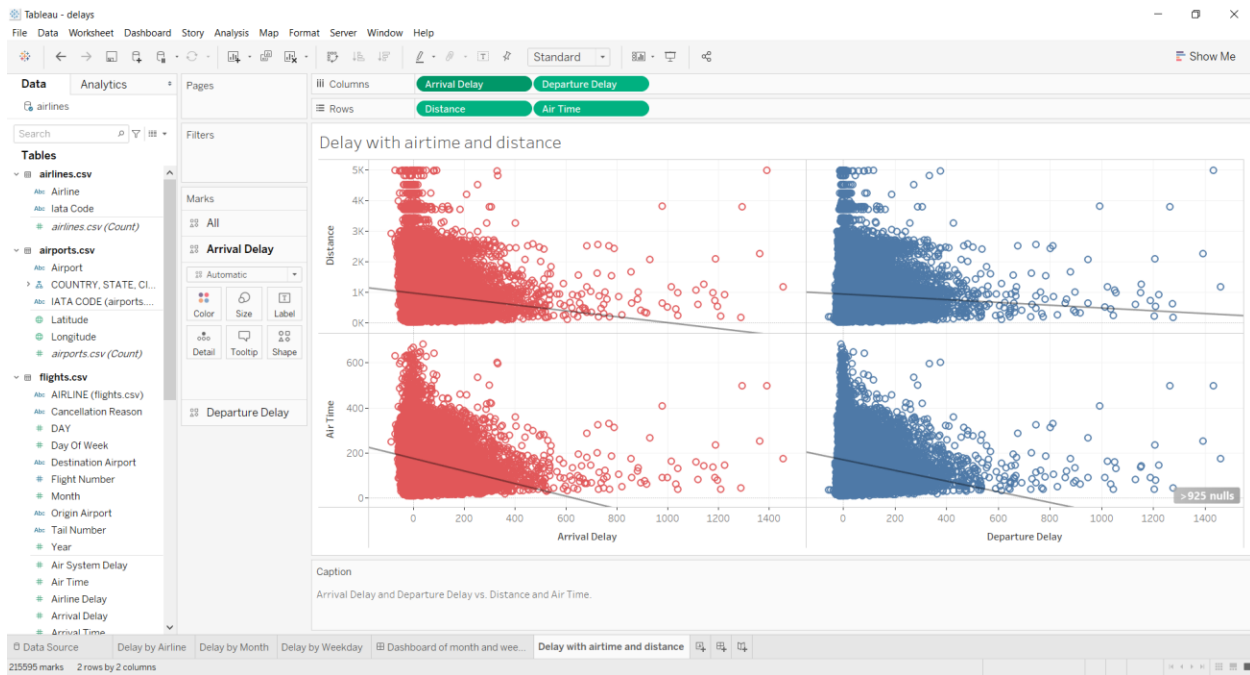 Tableau - delays
File Data Worksheet Dashboard Story Analysis Map Format Server Window Help
Standard
Show Me
Data Analytics
airlines
Search
Tables
airlines.csv
Abc Airline
Abc Iata Code
# airlines.csv (Count)
airports.csv
Abc Airport
COUNTRY, STATE, CI...
Abc IATA CODE (airports....
Latitude
Longitude
# airports.csv (Count)
flights.csv
Abc AIRLINE (flights.csv)
Abc Cancellation Reason
# DAY
# Day Of Week
Abc Destination Airport
# Flight Number
# Month
Abc Origin Airport
Abc Tail Number
# Year
# Air System Delay
# Air Time
# Airline Delay
# Arrival Delay
# Arrival Time
Pages
Filters
Marks
All
Arrival Delay
Automatic
Color Size Label
Detail Tooltip Shape
Departure Delay
Columns Arrival Delay Departure Delay
Rows Distance Air Time
Delay with airtime and distance
Distance
5K
4K
3K
2K
1K
0K
Air Time
600
400
200
0
0 200 400 600 800 1000 1200 1400
Arrival Delay
0 200 400 600 800 1000 1200 1400
Departure Delay
>925 nulls
Caption
Arrival Delay and Departure Delay vs. Distance and Air Time.
Data Source Delay by Airline Delay by Month Delay by Weekday Dashboard of month and wee... Delay with airtime and distance
215595 marks 2 rows by 2 columns